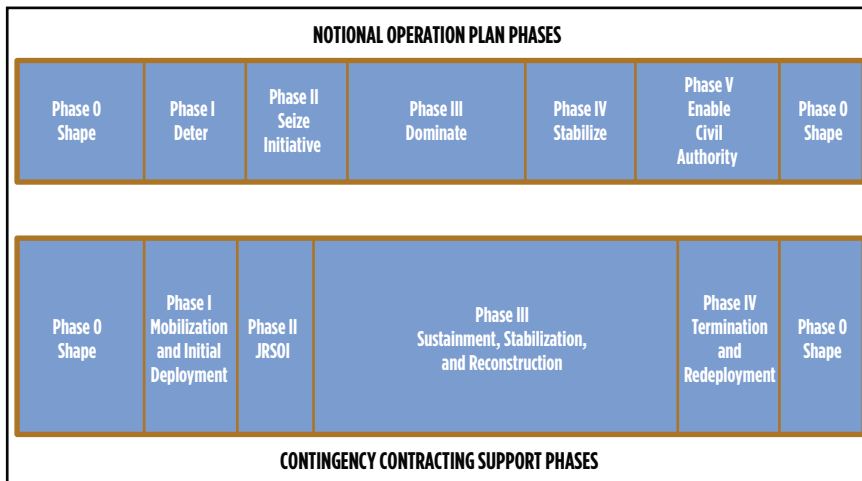 NOTIONAL OPERATION PLAN PHASES
Phase 0
Shape
Phase I
Deter
Phase II
Seize
Initiative
Phase III
Dominate
Phase IV
Stabilize
Phase V
Enable
Civil
Authority
Phase 0
Shape
Phase 0
Shape
Phase I
Mobilization
and Initial
Deployment
Phase II
JRSOI
Phase III
Sustainment, Stabilization,
and Reconstruction
Phase IV
Termination
and
Redeployment
Phase 0
Shape
CONTINGENCY CONTRACTING SUPPORT PHASES